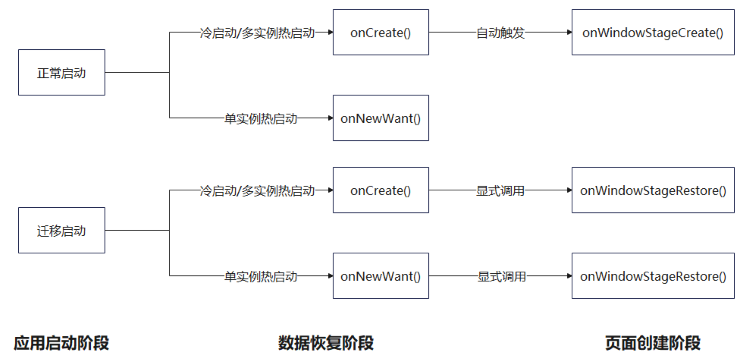 冷启动/多实例热启动
onCreate()
自动触发
onWindowStageCreate()
正常启动
单实例热启动
onNewWant()
冷启动/多实例热启动
onCreate()
显式调用
onWindowStageRestore()
迁移启动
单实例热启动
onNewWant()
显式调用
onWindowStageRestore()
应用启动阶段
数据恢复阶段
页面创建阶段